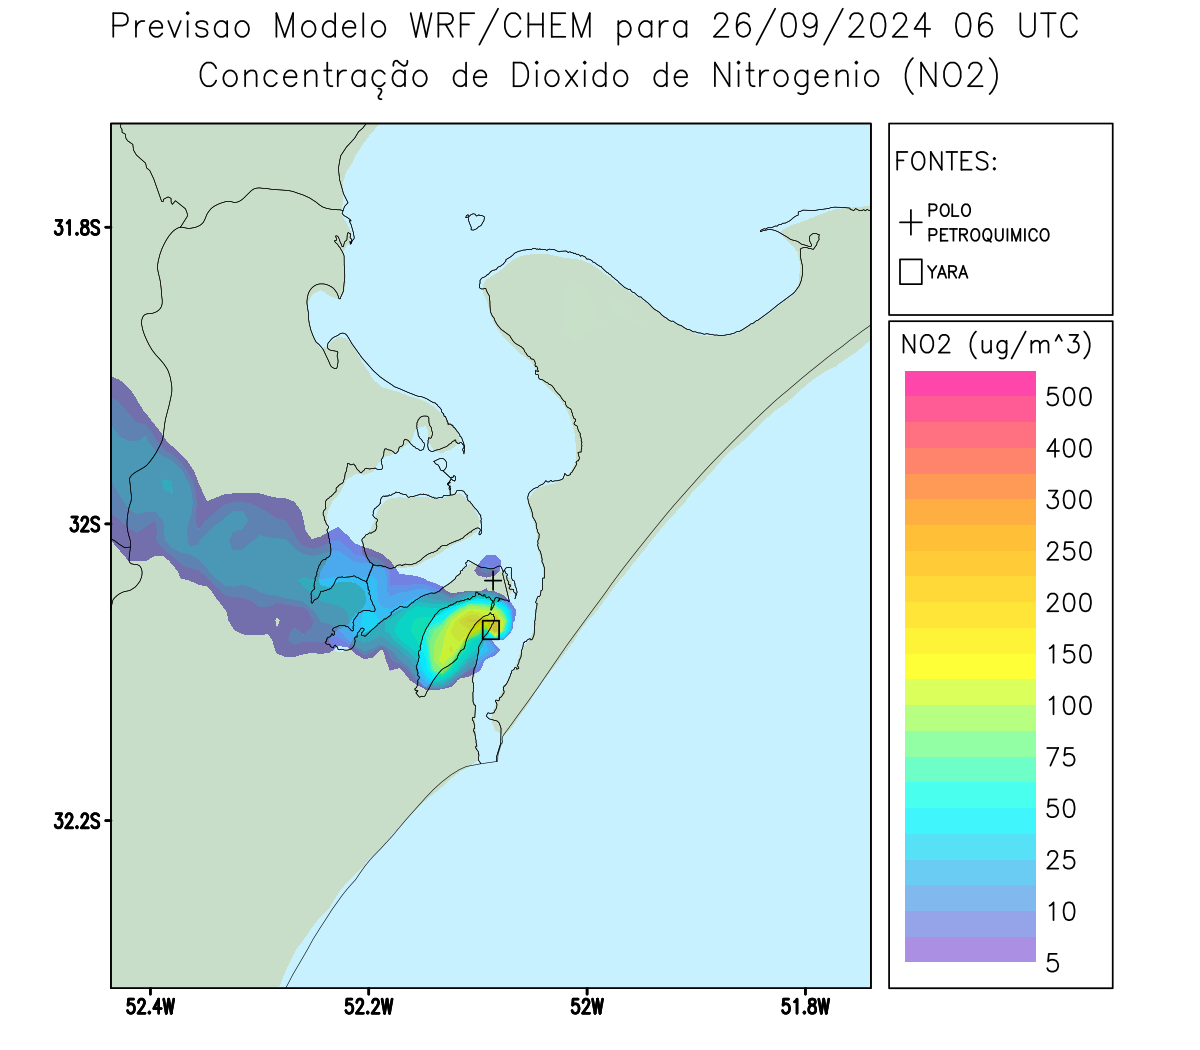 Previsao Modelo WRF/CHEM para 26/09/2024 06 UTC
Concentração de Dioxido de Nitrogenio (NO2)
FONTES:
POLO
PETROQUIMICO
YARA
NO2 (ug/m^3)
500
400
300
250
200
150
100
75
50
25
10
5
31.8S
32S
32.2S
52.4W
52.2W
52W
51.8W